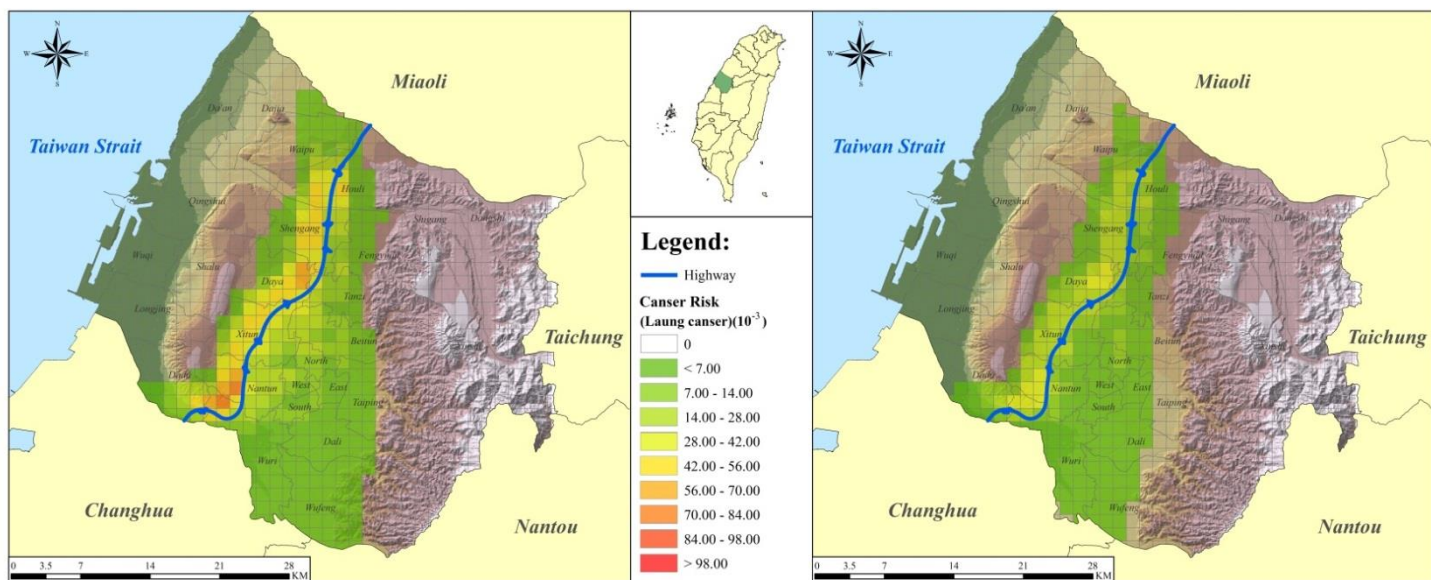 N
W E
S
Miaoli
Da'an
Dajia
Taiwan Strait
Waipu
Houli
Qingshui
Shigang
Dongshi
Shengang
Wuqi
Fengyuan
Shalu
Daya
Tanzi
Longjing
Xitun
Beitun
Taichung
North
Dadu
Nantun
West
East
South
Taiping
Dali
Wuri
Changhua
Wufeng
Nantou
0 3.5 7 14 21 28
KM
Legend:
Highway
Canser Risk
(Laung canser)(10⁻³)
0
< 7.00
7.00 - 14.00
14.00 - 28.00
28.00 - 42.00
42.00 - 56.00
56.00 - 70.00
70.00 - 84.00
84.00 - 98.00
> 98.00
N
W E
S
Miaoli
Da'an
Dajia
Taiwan Strait
Waipu
Houli
Qingshui
Shigang
Dongshi
Shengang
Wuqi
Fengyuan
Shalu
Daya
Tanzi
Longjing
Xitun
Beitun
Taichung
North
Dadu
Nantun
West
East
South
Taiping
Dali
Wuri
Changhua
Wufeng
Nantou
0 3.5 7 14 21 28
KM